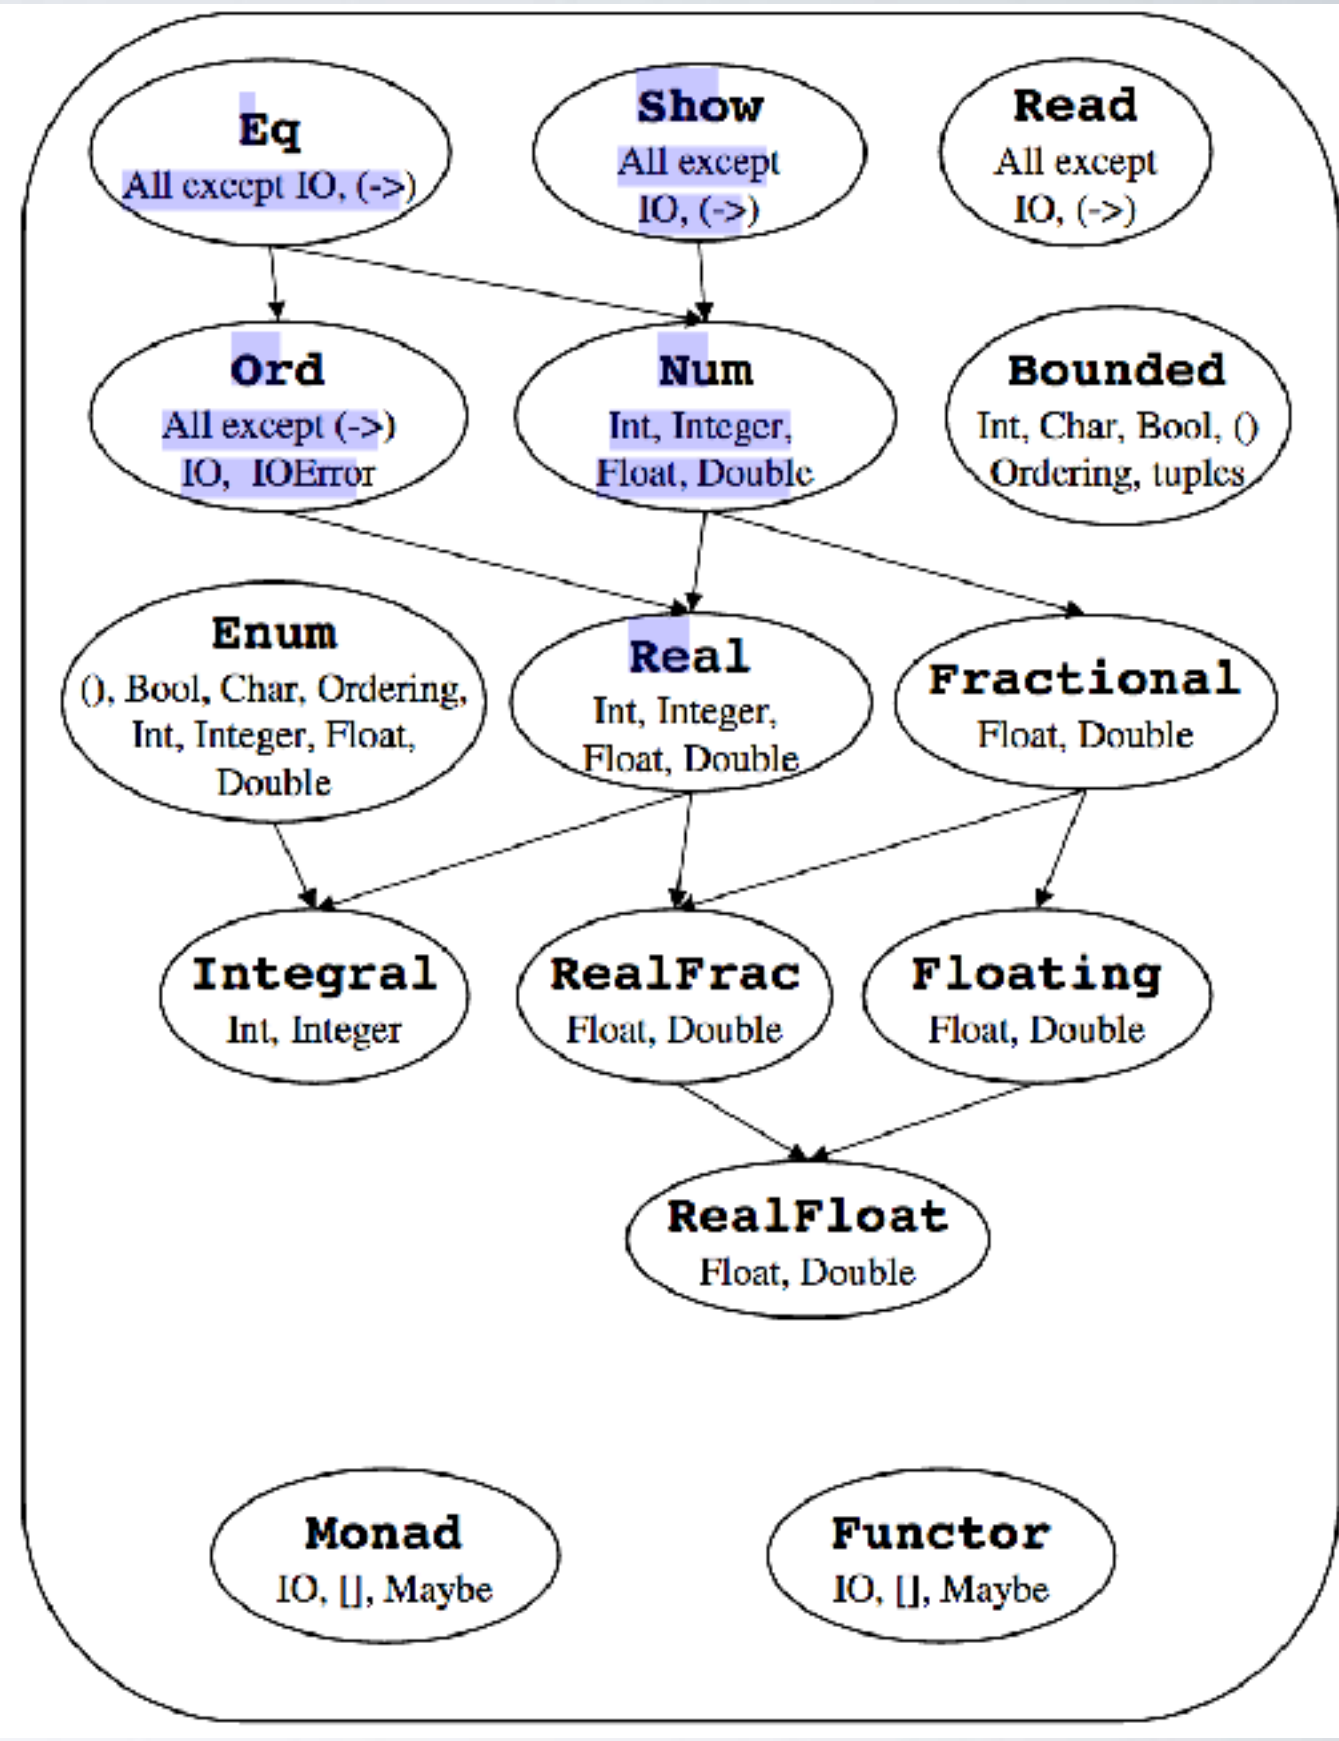 Eq
All except IO, (->)
Show
All except
IO, (->)
Read
All except
IO, (->)
Ord
All except (->)
IO, IOError
Num
Int, Integer,
Float, Double
Bounded
Int, Char, Bool, ()
Ordering, tuples
Enum
(), Bool, Char, Ordering,
Int, Integer, Float,
Double
Real
Int, Integer,
Float, Double
Fractional
Float, Double
Integral
Int, Integer
RealFrac
Float, Double
Floating
Float, Double
RealFloat
Float, Double
Monad
IO, [], Maybe
Functor
IO, [], Maybe